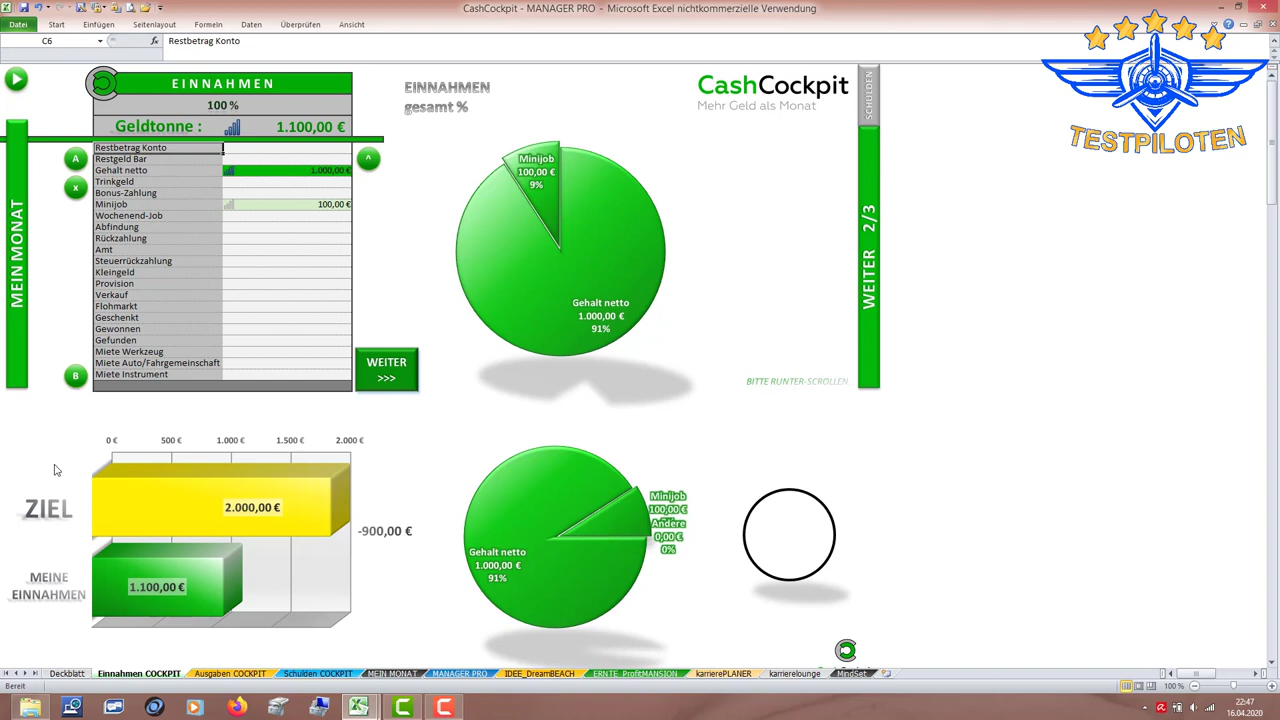 CashCockpit - MANAGER PRO - Microsoft Excel nichtkommerzielle Verwendung
Datei Start Einfügen Seitenlayout Formeln Daten Überprüfen Ansicht
C6 fx Restbetrag Konto
EINNAHMEN
100 %
Geldtonne : 1.100,00 €
Restbetrag Konto
Restgeld Bar
Gehalt netto 1.000,00 €
Trinkgeld
Bonus-Zahlung
Minijob 100,00 €
Wochenend-Job
Abfindung
Rückzahlung
Amt
Steuerrückzahlung
Kleingeld
Provision
Verkauf
Flohmarkt
Geschenkt
Gewonnen
Gefunden
Miete Werkzeug
Miete Auto/Fahrgemeinschaft
Miete Instrument
A
x
B
^
MEIN MONAT
WEITER
>>>
EINNAHMEN
gesamt %
Minijob
100,00 €
9%
Gehalt netto
1.000,00 €
91%
CashCockpit
Mehr Geld als Monat
SCHULDEN
WEITER 2/3
BITTE RUNTER-SCROLLEN
TESTPILOTEN
0 € 500 € 1.000 € 1.500 € 2.000 €
ZIEL
2.000,00 €
-900,00 €
MEINE
EINNAHMEN
1.100,00 €
Gehalt netto
1.000,00 €
91%
Minijob
100,00 €
Andere
0,00 €
0%
Deckblatt Einnahmen COCKPIT Ausgaben COCKPIT Schulden COCKPIT MEIN MONAT MANAGER PRO IDEE_DreamBEACH ERNTE_ProfitMANSION karrierePLANER karrierelounge MindSet
Bereit
100 %
22:47
16.04.2020